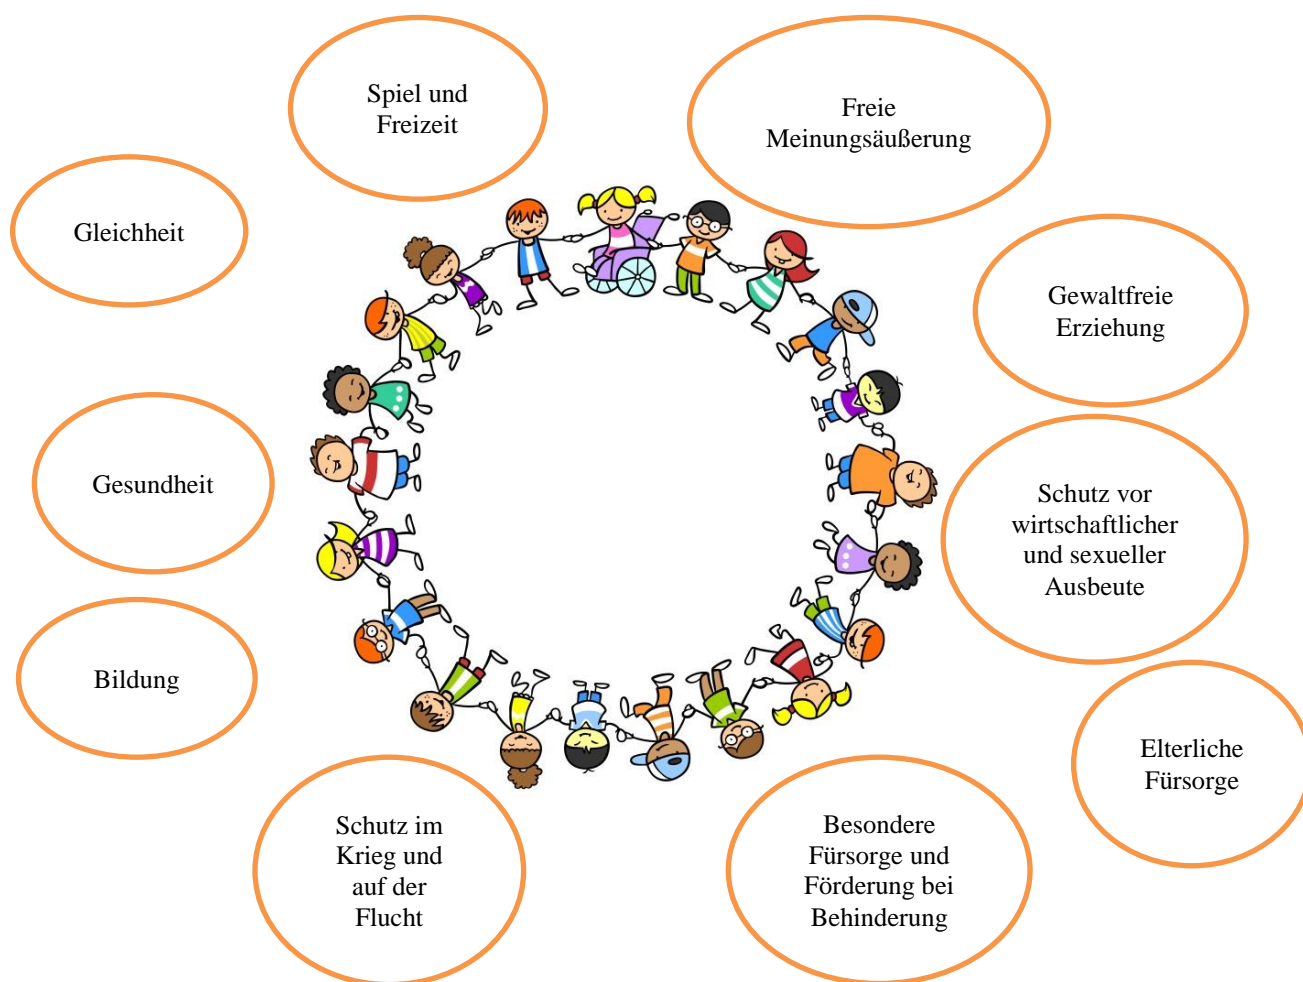 Spiel und
Freizeit
Freie
Meinungsäußerung
Gleichheit
Gewaltfreie
Erziehung
Gesundheit
Schutz vor
wirtschaftlicher
und sexueller
Ausbeute
Bildung
Elterliche
Fürsorge
Schutz im
Krieg und
auf der
Flucht
Besondere
Fürsorge und
Förderung bei
Behinderung